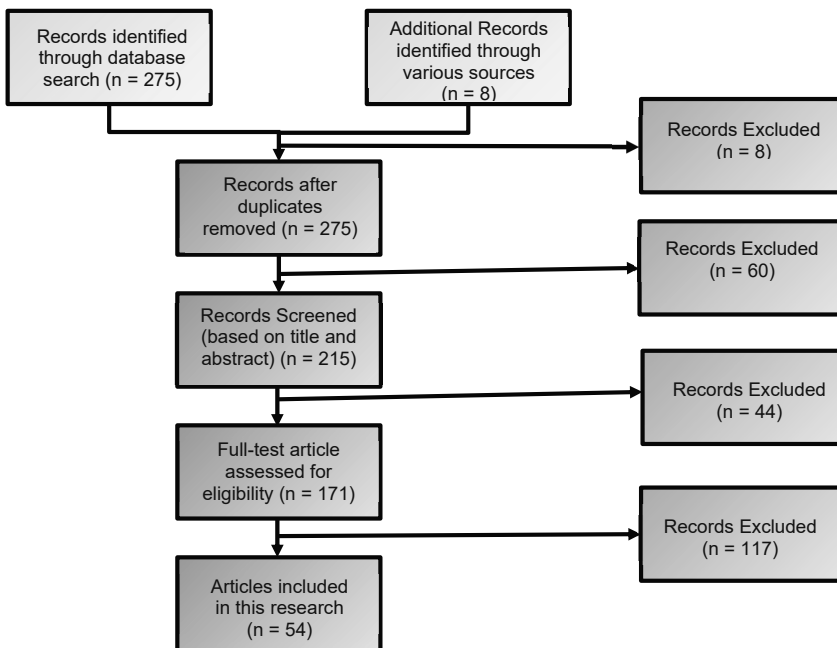 Records identified
through database
search (n = 275)
Additional Records
identified through
various sources
(n = 8)
Records Excluded
(n = 8)
Records after
duplicates
removed (n = 275)
Records Excluded
(n = 60)
Records Screened
(based on title and
abstract) (n = 215)
Records Excluded
(n = 44)
Full-test article
assessed for
eligibility (n = 171)
Records Excluded
(n = 117)
Articles included
in this research
(n = 54)